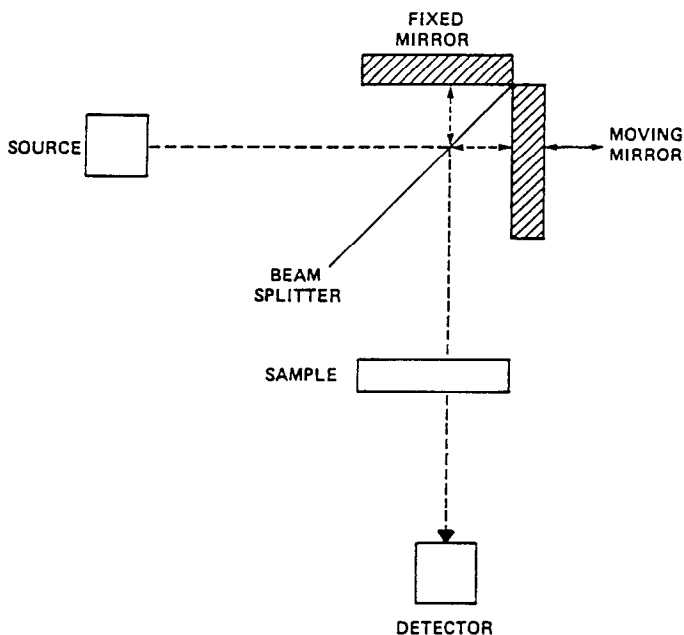 FIXED
MIRROR
SOURCE
MOVING
MIRROR
BEAM
SPLITTER
SAMPLE
DETECTOR